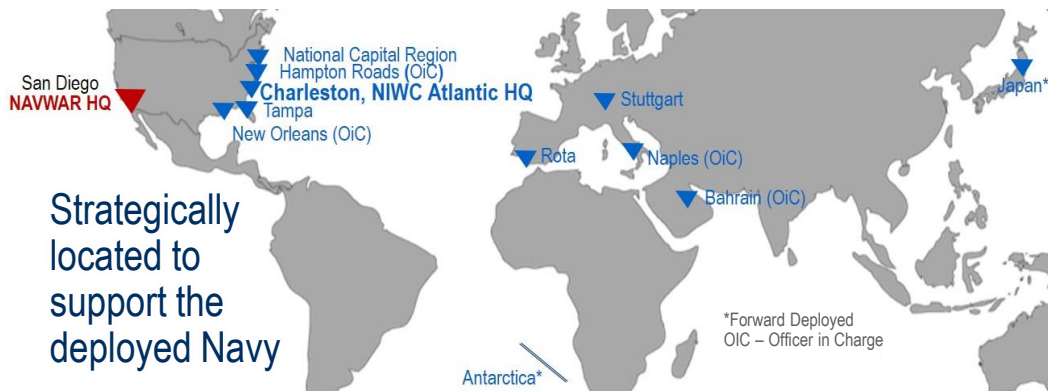 National Capital Region
San Diego
Hampton Roads (OiC)
NAVWAR HQ
Charleston, NIWC Atlantic HQ
Tampa
New Orleans (OiC)
Stuttgart
Japan*
Rota
Naples (OiC)
Bahrain (OiC)
Strategically
located to
support the
deployed Navy
*Forward Deployed
OIC – Officer in Charge
Antarctica*